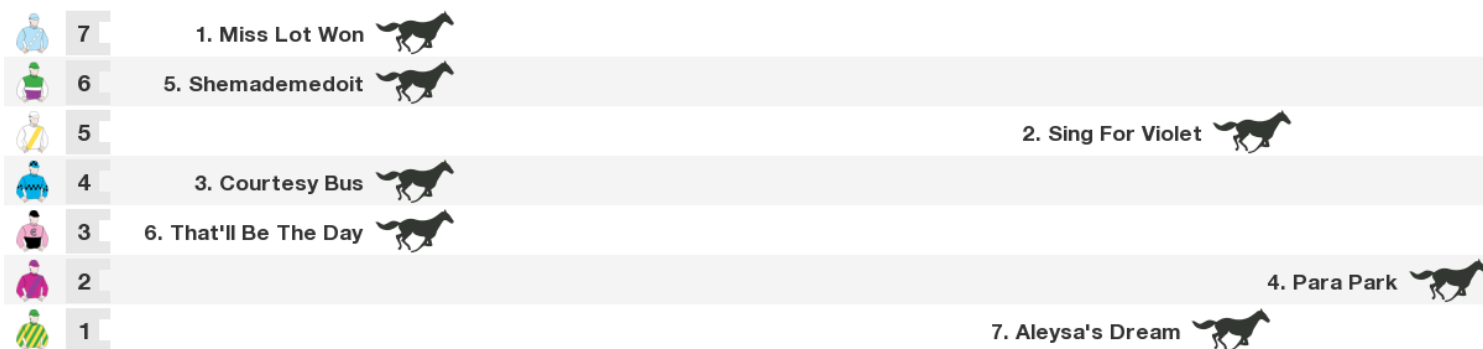 7 1. Miss Lot Won
6 5. Shemademedoit
5 2. Sing For Violet
4 3. Courtesy Bus
3 6. That'll Be The Day
2 4. Para Park
1 7. Aleysa's Dream